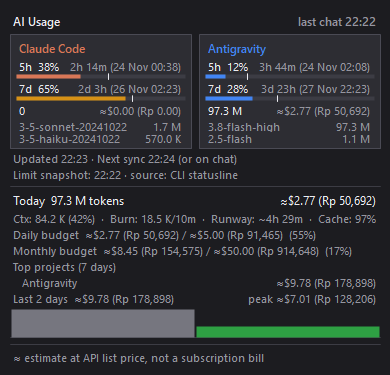 AI Usage last chat 22:22
Claude Code
5h 38% 2h 14m (24 Nov 00:38)
7d 65% 2d 3h (26 Nov 02:23)
0 ≈$0.00 (Rp 0.00)
3-5-sonnet-20241022 1.7 M
3-5-haiku-20241022 570.0 K
Antigravity
5h 12% 3h 44m (24 Nov 02:08)
7d 28% 3d 23h (27 Nov 22:23)
97.3 M ≈$2.77 (Rp 50,692)
3.8-flash-high 97.3 M
2.5-flash 1.1 M
Updated 22:23 · Next sync 22:24 (or on chat)
Limit snapshot: 22:22 · source: CLI statusline
Today 97.3 M tokens ≈$2.77 (Rp 50,692)
Ctx: 84.2 K (42%) · Burn: 18.5 K/10m · Runway: ~4h 29m · Cache: 97%
Daily budget ≈$2.77 (Rp 50,692) / ≈$5.00 (Rp 91,465) (55%)
Monthly budget ≈$8.45 (Rp 154,575) / ≈$50.00 (Rp 914,648) (17%)
Top projects (7 days)
Antigravity ≈$9.78 (Rp 178,898)
Last 2 days ≈$9.78 (Rp 178,898) peak ≈$7.01 (Rp 128,206)
≈ estimate at API list price, not a subscription bill